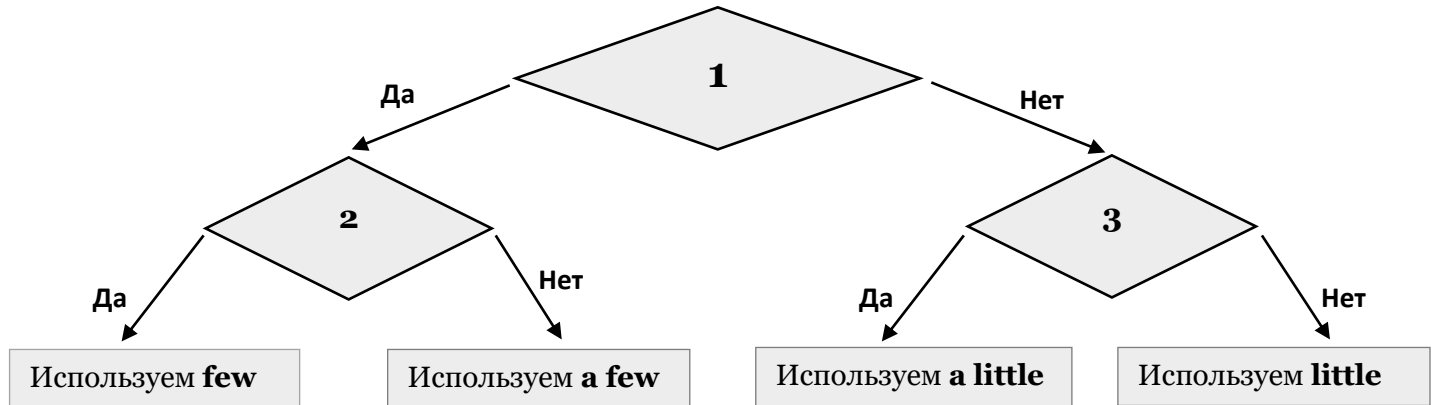 1
Да
Нет
2
3
Да
Нет
Да
Нет
Используем few
Используем a few
Используем a little
Используем little